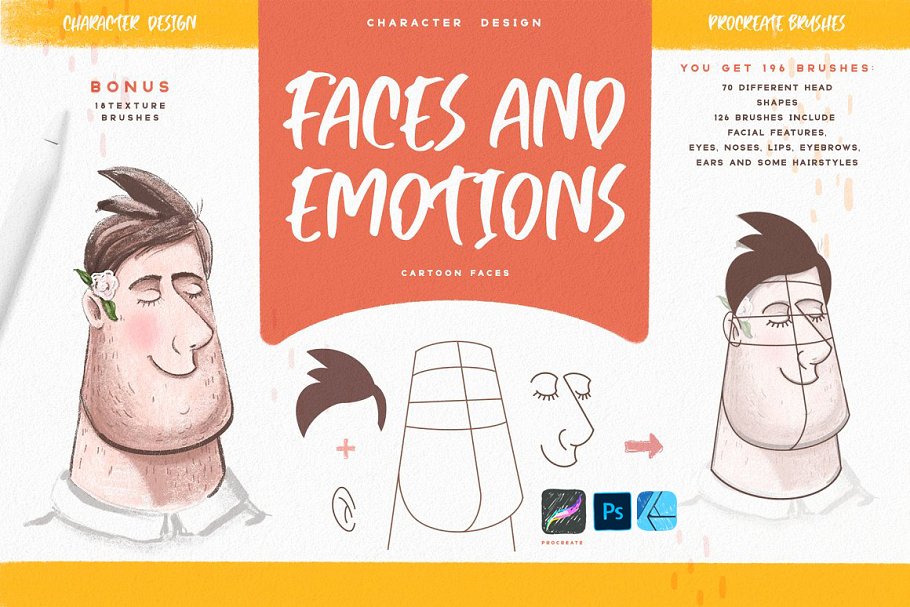 CHARACTER DESIGN
CHARACTER DESIGN
PROCREATE BRUSHES
BONUS
18TEXTURE
BRUSHES
FACES AND
EMOTIONS
CARTOON FACES
YOU GET 196 BRUSHES:
70 DIFFERENT HEAD
SHAPES
126 BRUSHES INCLUDE
FACIAL FEATURES,
EYES, NOSES, LIPS, EYEBROWS,
EARS AND SOME HAIRSTYLES
+
Ps
PROCREATE